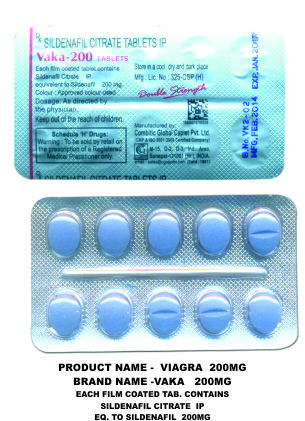 Rx SILDENAFIL CITRATE TABLETS IP
Vaka-200 TABLETS
Each film coated tablet contains
Sildenafil Citrate IP
equivalent to Sildenafil 200 mg.
Colour : Approved colour used
Dosage: As directed by
the physician.
Keep out of the reach of children.
Schedule 'H' Drugs:
Warning : To be sold by retail on
the prescription of a Registered
Medical Practitioner only.
Store in a cool, dry and dark place
Mfg. Lic. No.: 325-OSP (H)
Double Strength
Manufactured by:
Combitic Global Caplet Pvt. Ltd.
B.No. VK2-02
MFG. FEB.2014
EXP. JAN. 2017
Rx SILDENAFIL CITRATE TABLETS IP
PRODUCT NAME - VIAGRA 200MG
BRAND NAME -VAKA 200MG
EACH FILM COATED TAB. CONTAINS
SILDENAFIL CITRATE IP
EQ. TO SILDENAFIL 200MG